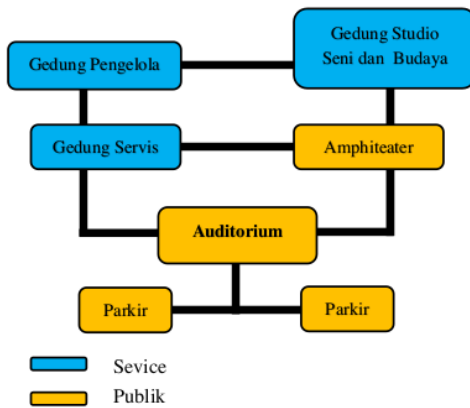 Gedung Studio
Seni dan Budaya
Gedung Pengelola
Gedung Servis
Amphiteater
Auditorium
Parkir
Parkir
Sevice
Publik